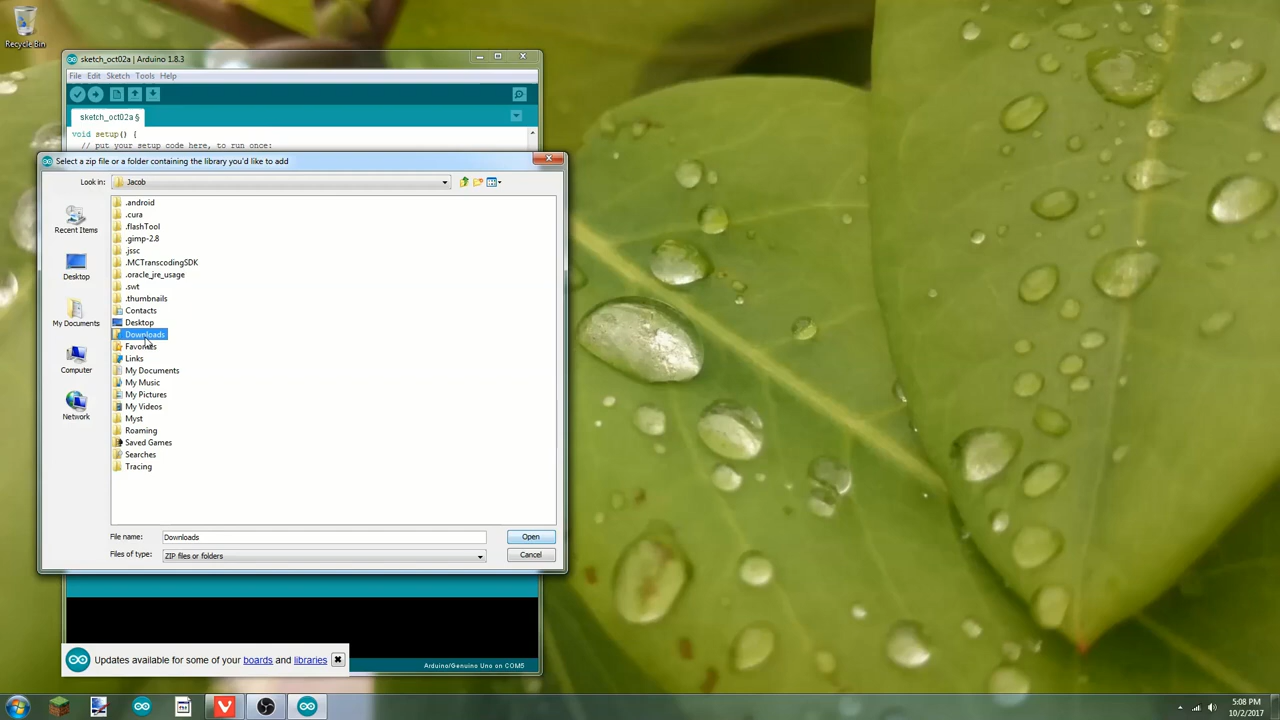 Recycle Bin
sketch_oct02a | Arduino 1.8.3
File Edit Sketch Tools Help
sketch_oct02a §
void setup() {
// put your setup code here, to run once:
Select a zip file or a folder containing the library you'd like to add
Look in: Jacob
Recent Items
Desktop
My Documents
Computer
Network
.android
.cura
.flashTool
.gimp-2.8
.jssc
.MCTranscodingSDK
.oracle_jre_usage
.swt
.thumbnails
Contacts
Desktop
Downloads
Favorites
Links
My Documents
My Music
My Pictures
My Videos
Myst
Roaming
Saved Games
Searches
Tracing
File name: Downloads Open
Files of type: ZIP files or folders Cancel
Updates available for some of your boards and libraries
Arduino/Genuino Uno on COM5
5:08 PM
10/2/2017